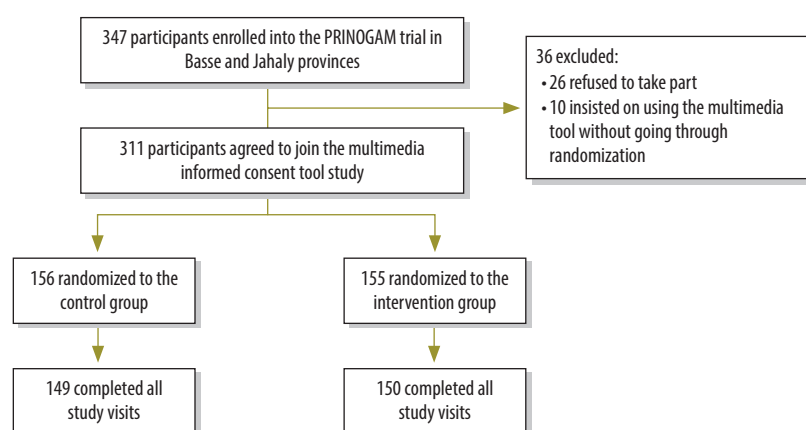 347 participants enrolled into the PRINOGAM trial in
Basse and Jahaly provinces
36 excluded:
• 26 refused to take part
• 10 insisted on using the multimedia
tool without going through
randomization
311 participants agreed to join the multimedia
informed consent tool study
156 randomized to the
control group
155 randomized to the
intervention group
149 completed all
study visits
150 completed all
study visits